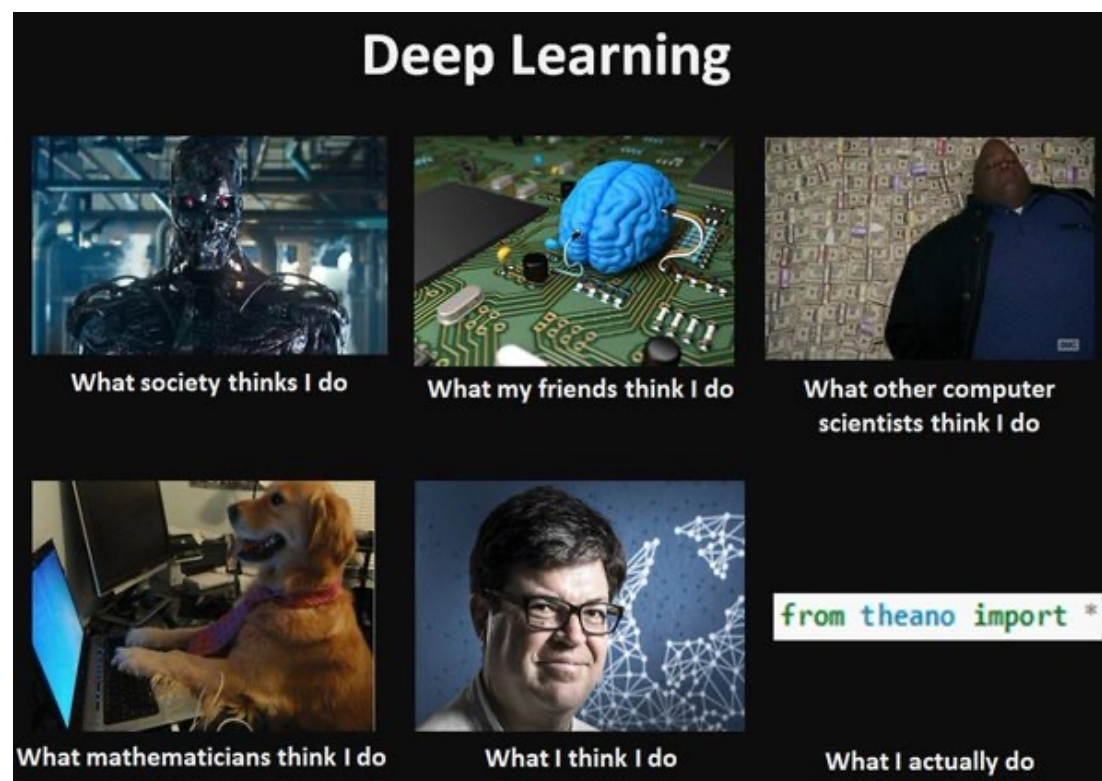 Deep Learning
What society thinks I do
What my friends think I do
What other computer
scientists think I do
What mathematicians think I do
What I think I do
from theano import *
What I actually do
amc